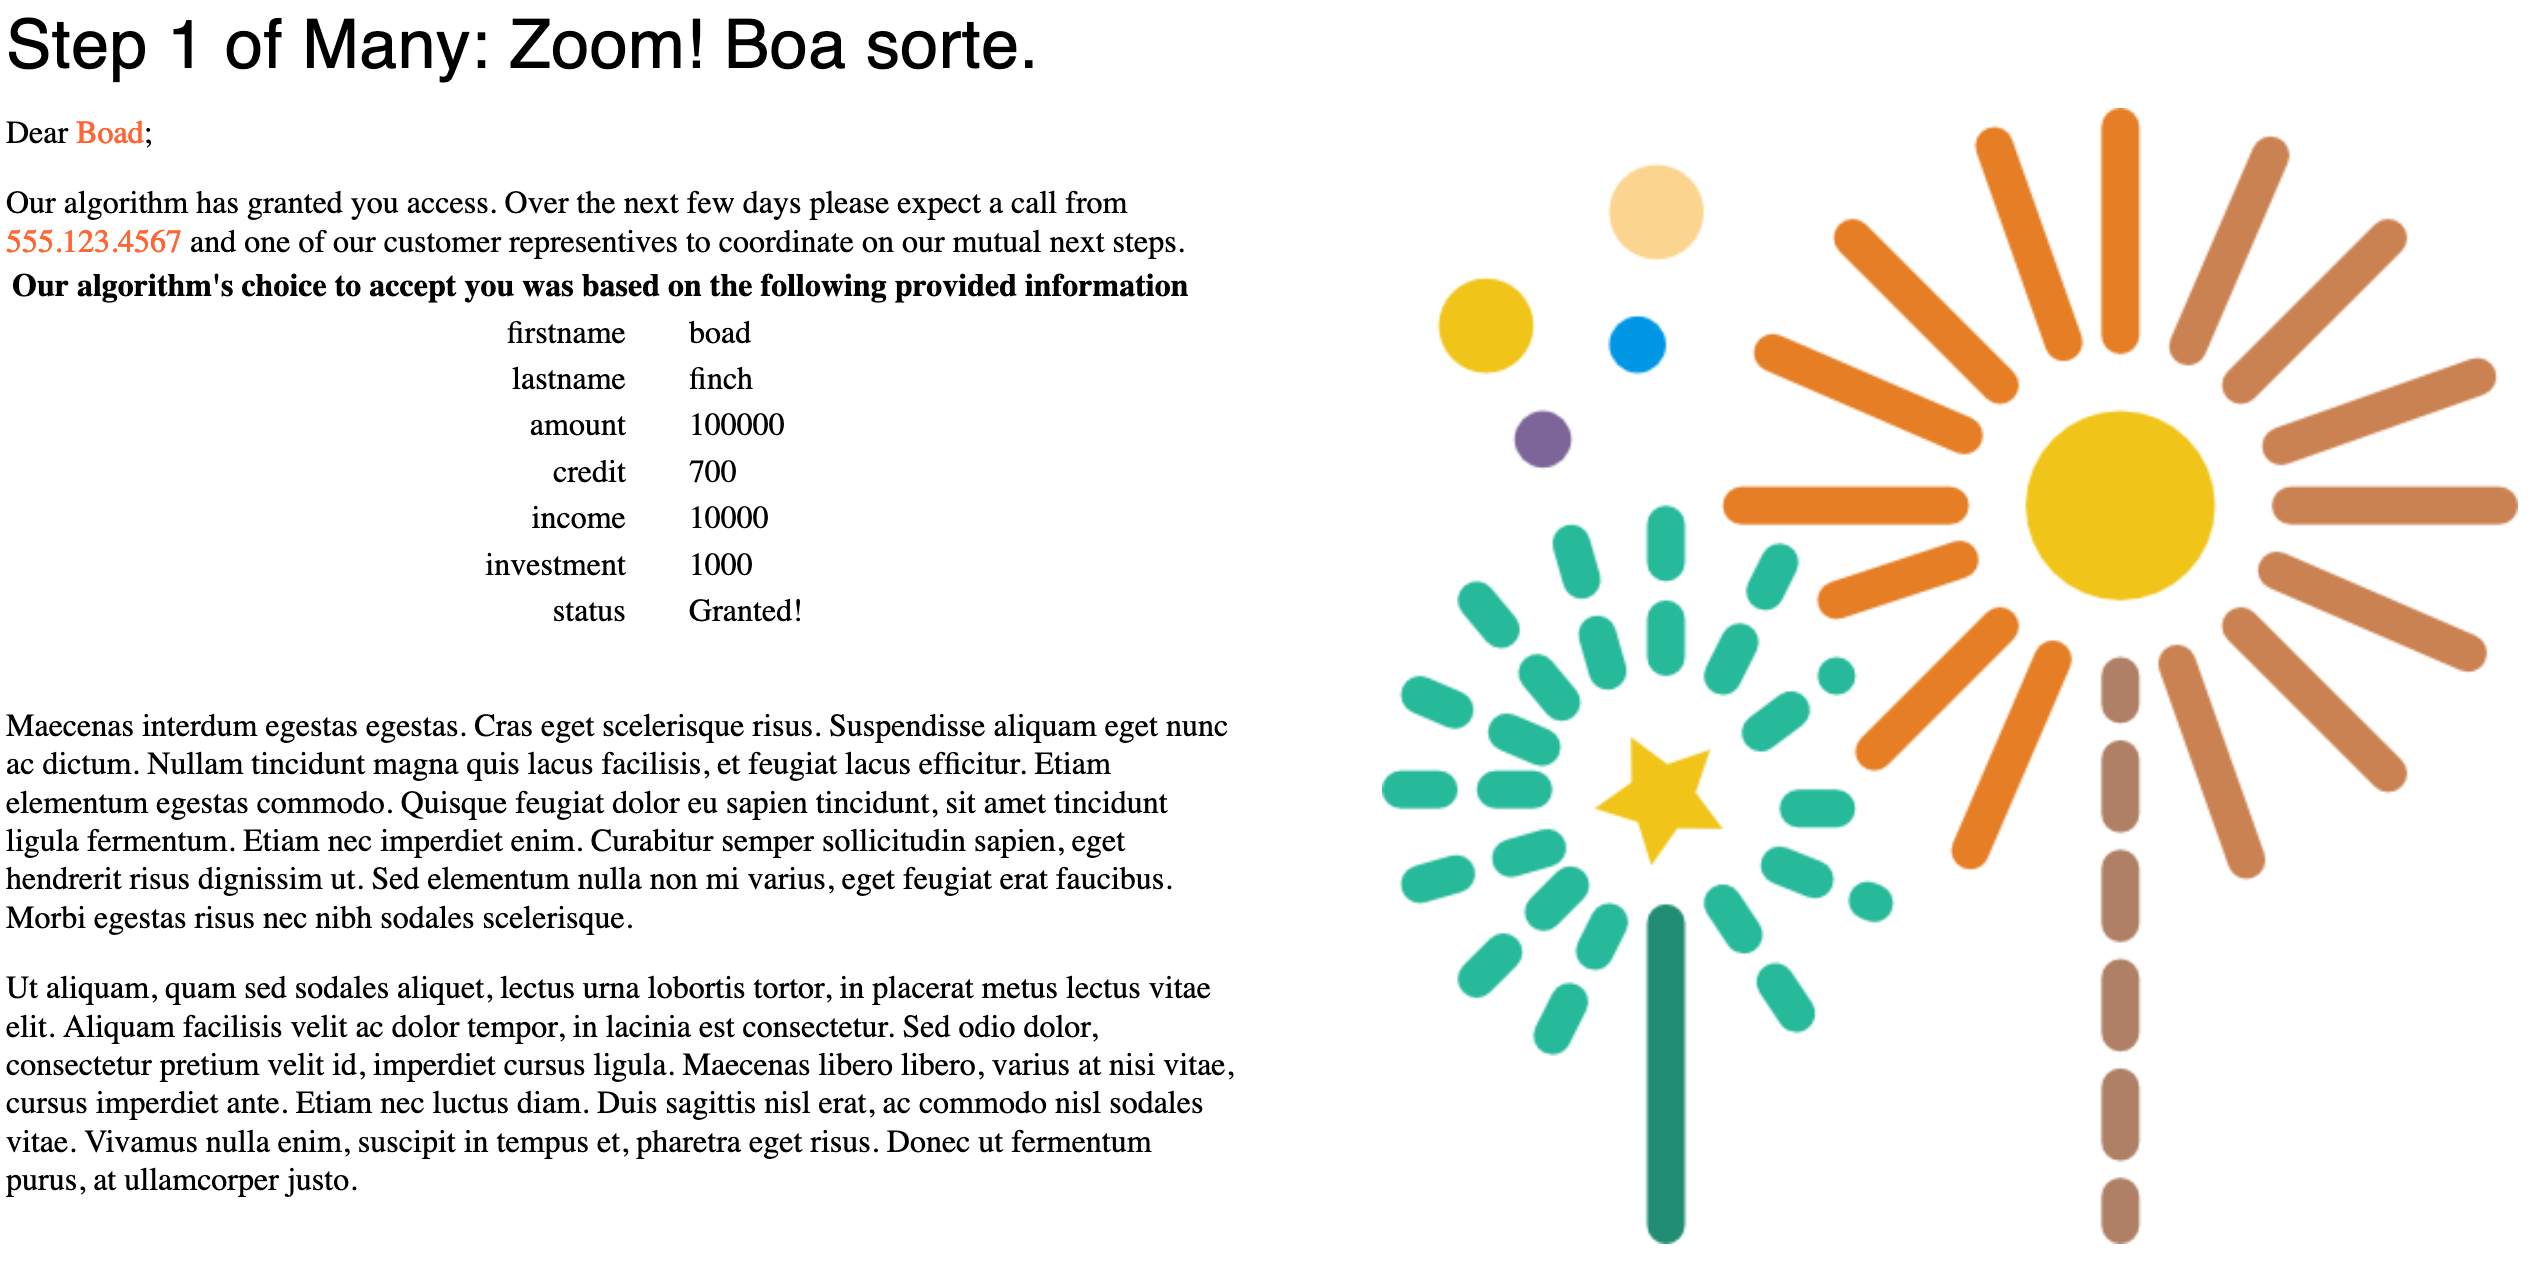 Step 1 of Many: Zoom! Boa sorte.
Dear Boad;
Our algorithm has granted you access. Over the next few days please expect a call from
555.123.4567 and one of our customer representives to coordinate on our mutual next steps.
Our algorithm's choice to accept you was based on the following provided information
firstname boad
lastname finch
amount 100000
credit 700
income 10000
investment 1000
status Granted!
Maecenas interdum egestas egestas. Cras eget scelerisque risus. Suspendisse aliquam eget nunc
ac dictum. Nullam tincidunt magna quis lacus facilisis, et feugiat lacus efficitur. Etiam
elementum egestas commodo. Quisque feugiat dolor eu sapien tincidunt, sit amet tincidunt
ligula fermentum. Etiam nec imperdiet enim. Curabitur semper sollicitudin sapien, eget
hendrerit risus dignissim ut. Sed elementum nulla non mi varius, eget feugiat erat faucibus.
Morbi egestas risus nec nibh sodales scelerisque.
Ut aliquam, quam sed sodales aliquet, lectus urna lobortis tortor, in placerat metus lectus vitae
elit. Aliquam facilisis velit ac dolor tempor, in lacinia est consectetur. Sed odio dolor,
consectetur pretium velit id, imperdiet cursus ligula. Maecenas libero libero, varius at nisi vitae,
cursus imperdiet ante. Etiam nec luctus diam. Duis sagittis nisl erat, ac commodo nisl sodales
vitae. Vivamus nulla enim, suscipit in tempus et, pharetra eget risus. Donec ut fermentum
purus, at ullamcorper justo.